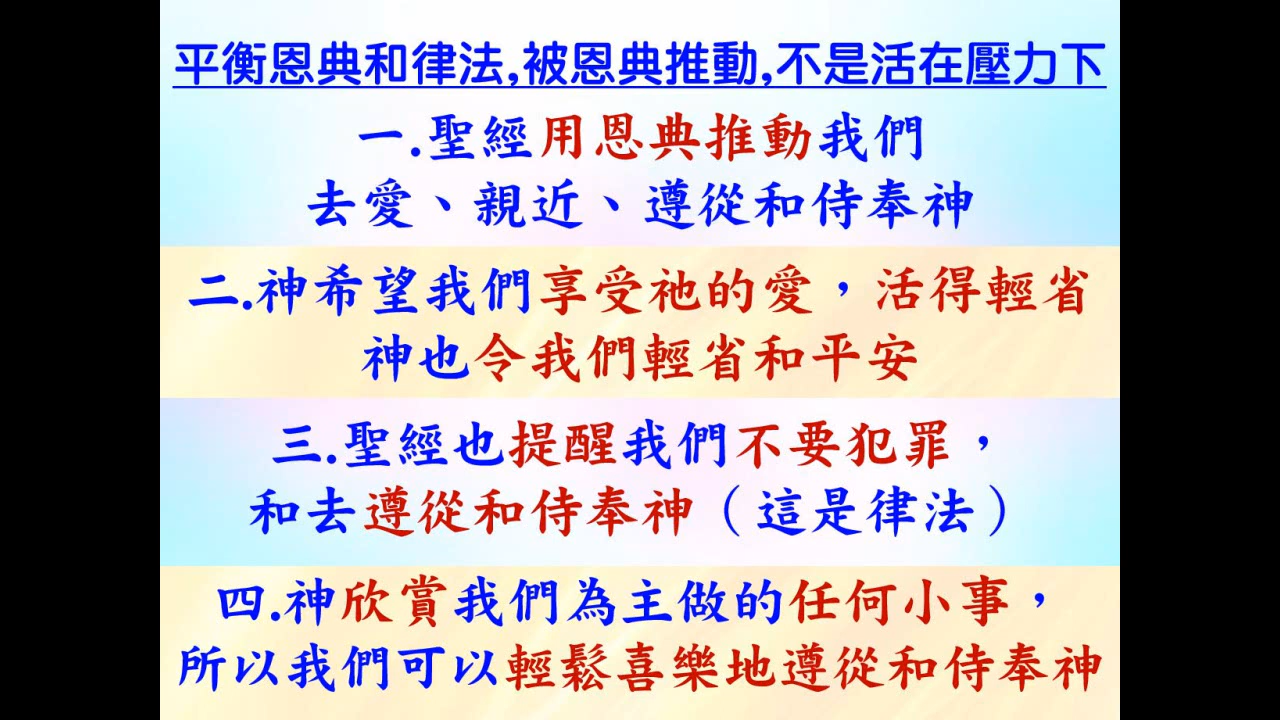 平衡恩典和律法,被恩典推動,不是活在壓力下
一.聖經用恩典推動我們
去愛、親近、遵從和侍奉神
二.神希望我們享受祂的愛，活得輕省
神也令我們輕省和平安
三.聖經也提醒我們不要犯罪，
和去遵從和侍奉神（這是律法）
四.神欣賞我們為主做的任何小事，
所以我們可以輕鬆喜樂地遵從和侍奉神